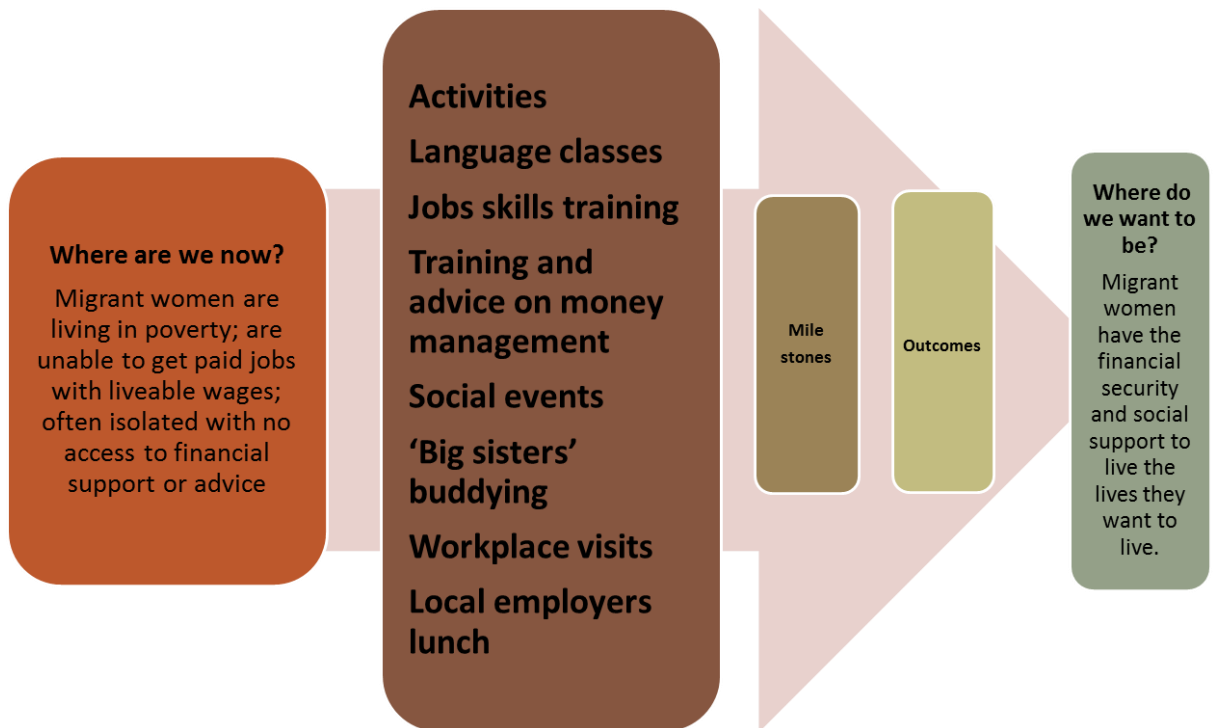 Where are we now?
Migrant women are
living in poverty; are
unable to get paid jobs
with liveable wages;
often isolated with no
access to financial
support or advice
Activities
Language classes
Jobs skills training
Training and
advice on money
management
Social events
‘Big sisters’
buddying
Workplace visits
Local employers
lunch
Mile
stones
Outcomes
Where do
we want to
be?
Migrant
women
have the
financial
security
and social
support to
live the
lives they
want to
live.